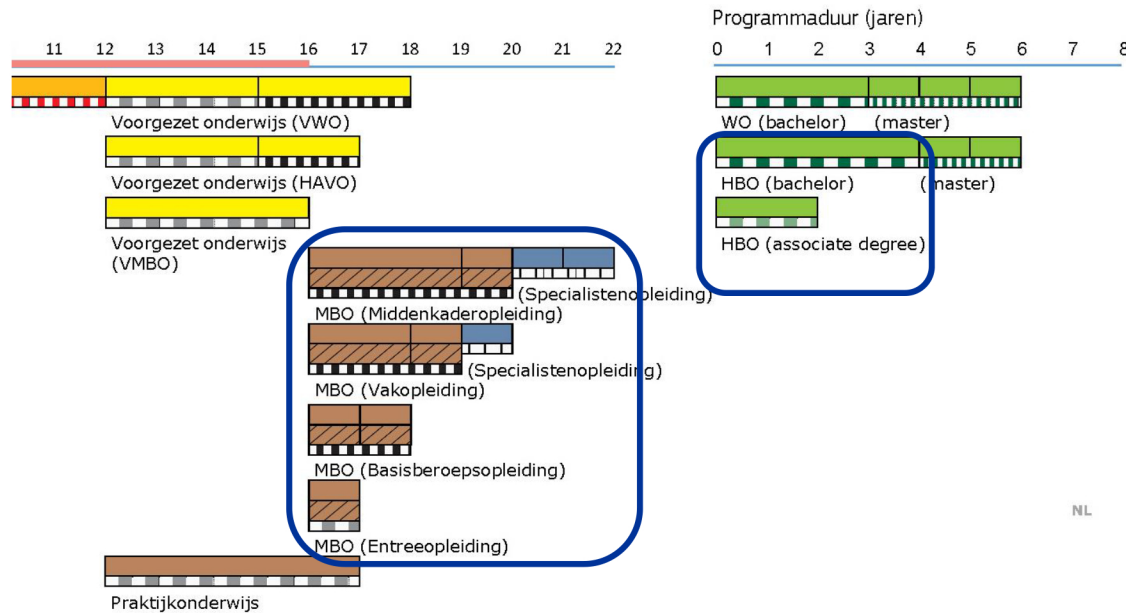 Programmaduur (jaren)
11 12 13 14 15 16 17 18 19 20 21 22
0 1 2 3 4 5 6 7 8
Voorgezet onderwijs (VWO)
WO (bachelor) (master)
Voorgezet onderwijs (HAVO)
HBO (bachelor) (master)
Voorgezet onderwijs
(VMBO)
HBO (associate degree)
(Specialistenopleiding)
MBO (Middenkaderopleiding)
(Specialistenopleiding)
MBO (Vakopleiding)
MBO (Basisberoepsopleiding)
NL
MBO (Entreeopleiding)
Praktijkonderwijs